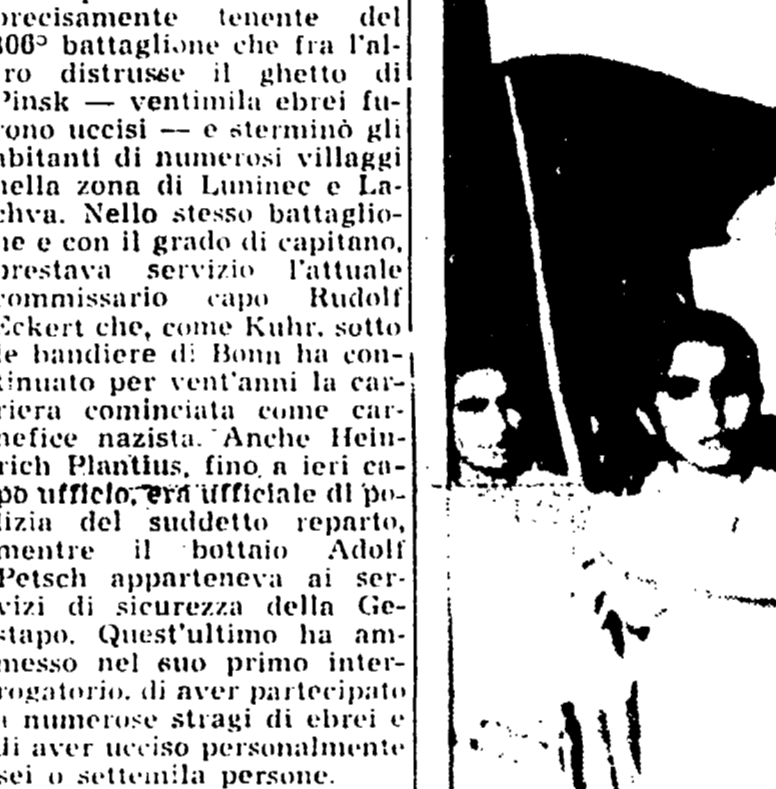 precisamente tenente del
306° battaglione che fra l'al-
tro distrusse il ghetto di
Pinsk — ventimila ebrei fu-
rono uccisi — e sterminò gli
abitanti di numerosi villaggi
nella zona di Luninec e La-
chva. Nello stesso battaglio-
ne e con il grado di capitano,
prestava servizio l'attuale
commissario capo Rudolf
Eckert che, come Kuhr, sotto
le bandiere di Bonn ha con-
tinuato per vent'anni la car-
riera cominciata come car-
nefice nazista. Anche Hein-
rich Plantius, fino a ieri ca-
po ufficio, era ufficiale di po-
lizia del suddetto reparto,
mentre il bottaio Adolf
Petsch apparteneva ai ser-
vizi di sicurezza della Ge-
stapo. Quest'ultimo ha am-
messo nel suo primo inter-
rogatorio, di aver partecipato
a numerose stragi di ebrei e
di aver ucciso personalmente
sei o settemila persone.